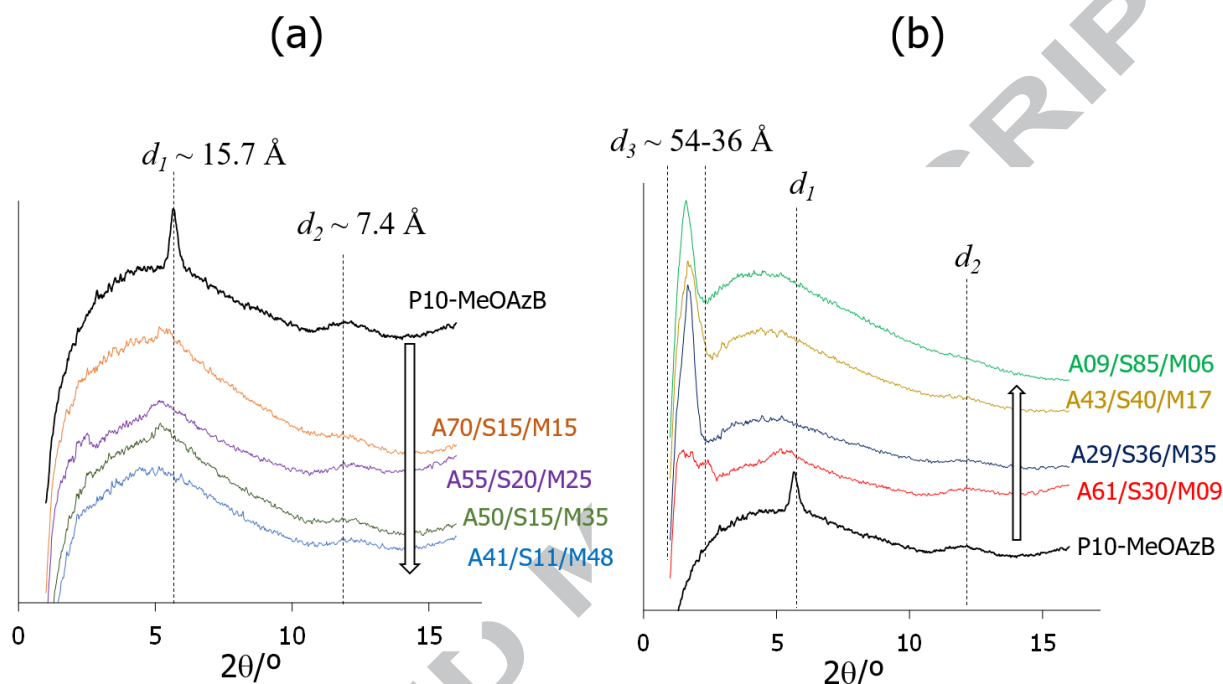 (a)
d₁ ~ 15.7 Å
d₂ ~ 7.4 Å
P10-MeOAzB
A70/S15/M15
A55/S20/M25
A50/S15/M35
A41/S11/M48
0 5 10 15
2θ/º
(b)
d₃ ~ 54-36 Å
d₁
d₂
A09/S85/M06
A43/S40/M17
A29/S36/M35
A61/S30/M09
P10-MeOAzB
0 5 10 15
2θ/º